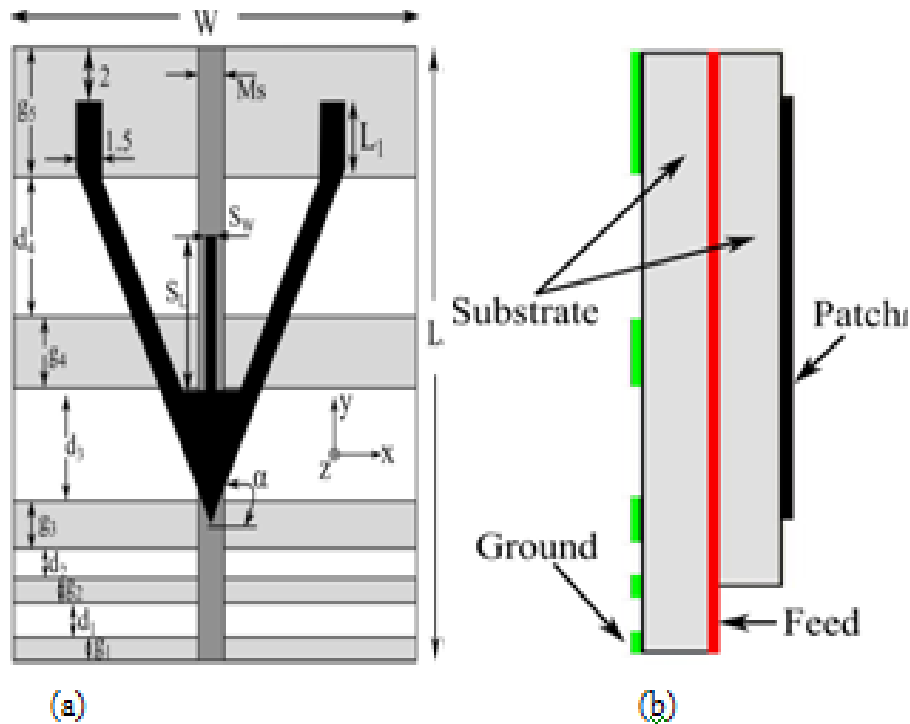 W
2
Ms
g5
1.5
L1
Sw
d4
SL
L
g4
y
x
z
d3
α
g3
d2
g2
d1
g1
(a)
Substrate
Patch
Ground
Feed
(b)